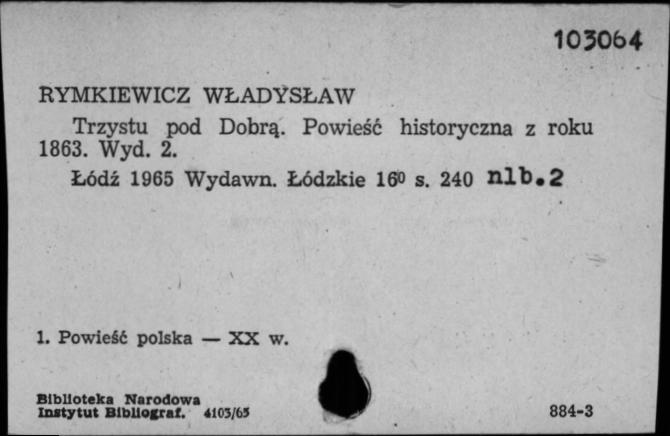 103064
RYMKIEWICZ WŁADYSŁAW
Trzystu pod Dobrą. Powieść historyczna z roku
1863. Wyd. 2.
Łódź 1965 Wydawn. Łódzkie 16⁰ s. 240 nlb.2
1. Powieść polska — XX w.
Biblioteka Narodowa
Instytut Bibliograf. 4103/65
884-3